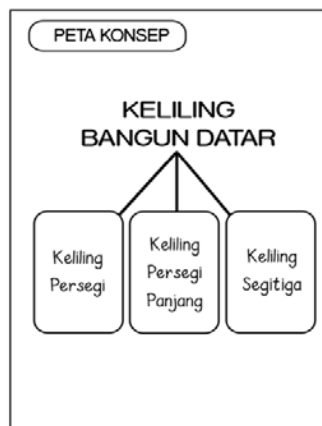 PETA KONSEP
KELILING
BANGUN DATAR
Keliling
Persegi
Keliling
Persegi
Panjang
Keliling
Segitiga